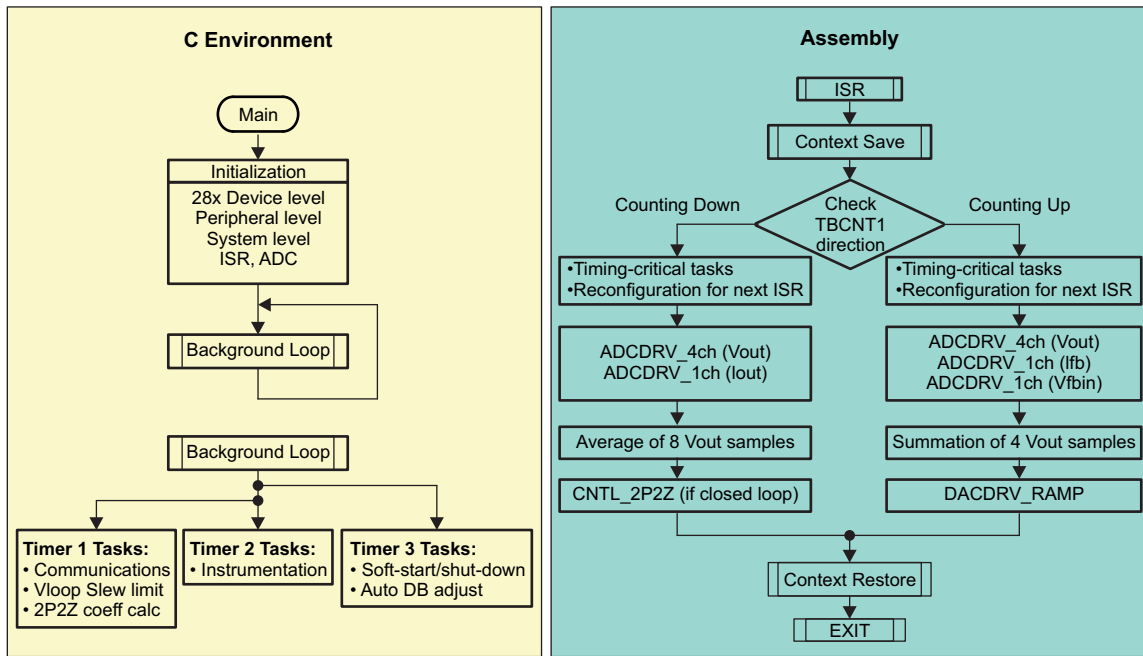 C Environment
Main
Initialization
28x Device level
Peripheral level
System level
ISR, ADC
Background Loop
Background Loop
Timer 1 Tasks:
• Communications
• Vloop Slew limit
• 2P2Z coeff calc
Timer 2 Tasks:
• Instrumentation
Timer 3 Tasks:
• Soft-start/shut-down
• Auto DB adjust
Assembly
ISR
Context Save
Check
TBCNT1
direction
Counting Down
•Timing-critical tasks
•Reconfiguration for next ISR
ADCDRV_4ch (Vout)
ADCDRV_1ch (Iout)
Average of 8 Vout samples
CNTL_2P2Z (if closed loop)
Counting Up
•Timing-critical tasks
•Reconfiguration for next ISR
ADCDRV_4ch (Vout)
ADCDRV_1ch (Ifb)
ADCDRV_1ch (Vfbin)
Summation of 4 Vout samples
DACDRV_RAMP
Context Restore
EXIT